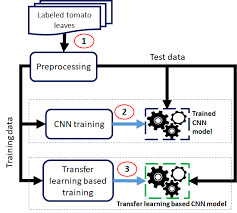 Labeled tomato
leaves
1
Preprocessing
Test data
Training data
2
CNN training
Trained
CNN
model
3
Transfer
learning based
training
Transfer learning based CNN model